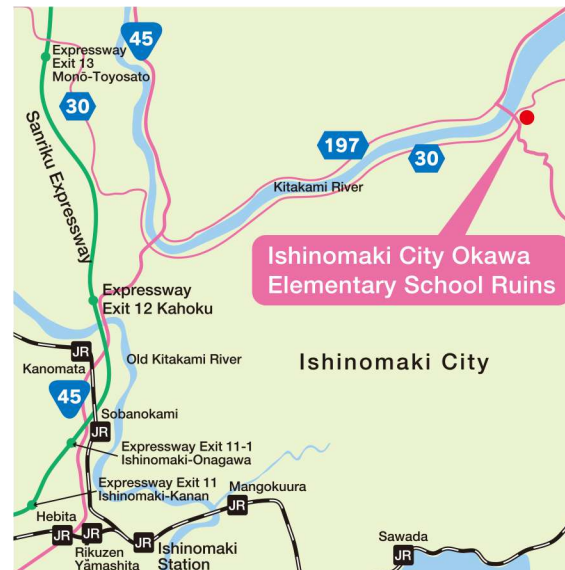 45
Expressway
Exit 13
Monō-Toyosato
30
Sanriku Expressway
197
30
Kitakami River
Ishinomaki City Okawa
Elementary School Ruins
Expressway
Exit 12 Kahoku
JR
Kanomata
Old Kitakami River
Ishinomaki City
45
Sobanokami
JR
Expressway Exit 11-1
Ishinomaki-Onagawa
Expressway Exit 11
Ishinomaki-Kanan
Mangokuura
JR
Hebita
JR
JR
Rikuzen
Yamashita
JR
Ishinomaki
Station
Sawada
JR